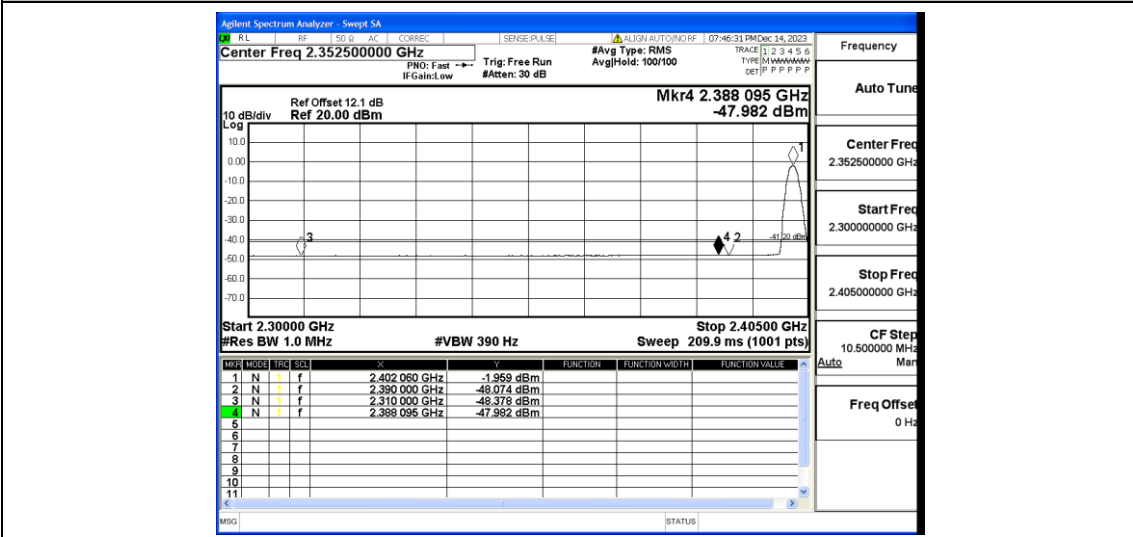 Agilent Spectrum Analyzer - Swept SA
LXI RL RF 50 Ω AC CORREC SENSE:PULSE ALIGN AUTO/NO RF 07:46:31 PM Dec 14, 2023
Center Freq 2.352500000 GHz
PNO: Fast
IFGain:Low
Trig: Free Run
#Atten: 30 dB
#Avg Type: RMS
Avg|Hold: 100/100
TRACE 1 2 3 4 5 6
TYPE M
DET P P P P P P
Mkr4 2.388 095 GHz
-47.982 dBm
Ref Offset 12.1 dB
10 dB/div Ref 20.00 dBm
Log
10.0
0.00
-10.0
-20.0
-30.0
-40.0
-50.0
-60.0
-70.0
1
3
4 2
-41.20 dBm
Start 2.30000 GHz Stop 2.40500 GHz
#Res BW 1.0 MHz #VBW 390 Hz Sweep 209.9 ms (1001 pts)
MKR MODE TRC SCL X Y FUNCTION FUNCTION WIDTH FUNCTION VALUE
1 N 1 f 2.402 060 GHz -1.959 dBm
2 N 1 f 2.390 000 GHz -48.074 dBm
3 N 1 f 2.310 000 GHz -48.378 dBm
4 N 1 f 2.388 095 GHz -47.982 dBm
5
6
7
8
9
10
11
MSG STATUS
Frequency
Auto Tune
Center Freq
2.352500000 GHz
Start Freq
2.300000000 GHz
Stop Freq
2.405000000 GHz
CF Step
10.500000 MHz
Auto Man
Freq Offset
0 Hz